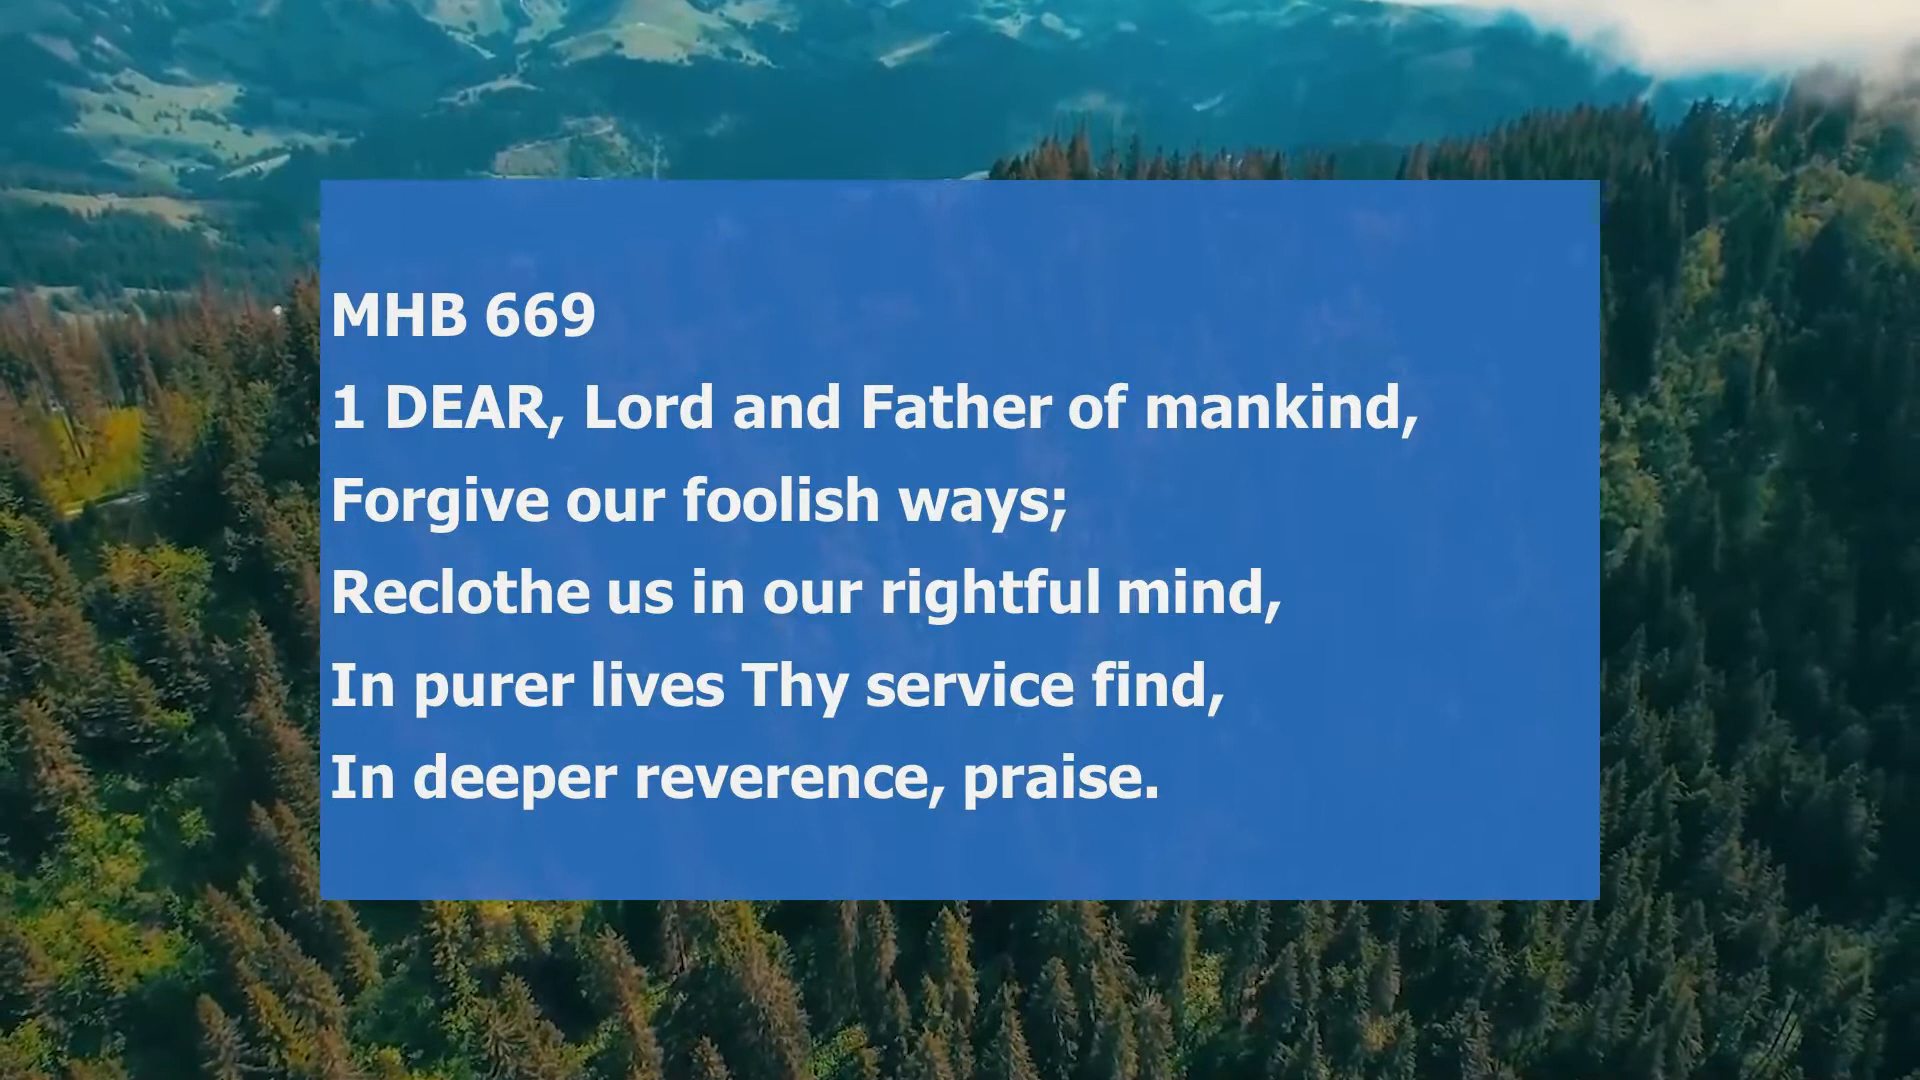 MHB 669
1 DEAR, Lord and Father of mankind,
Forgive our foolish ways;
Reclothe us in our rightful mind,
In purer lives Thy service find,
In deeper reverence, praise.